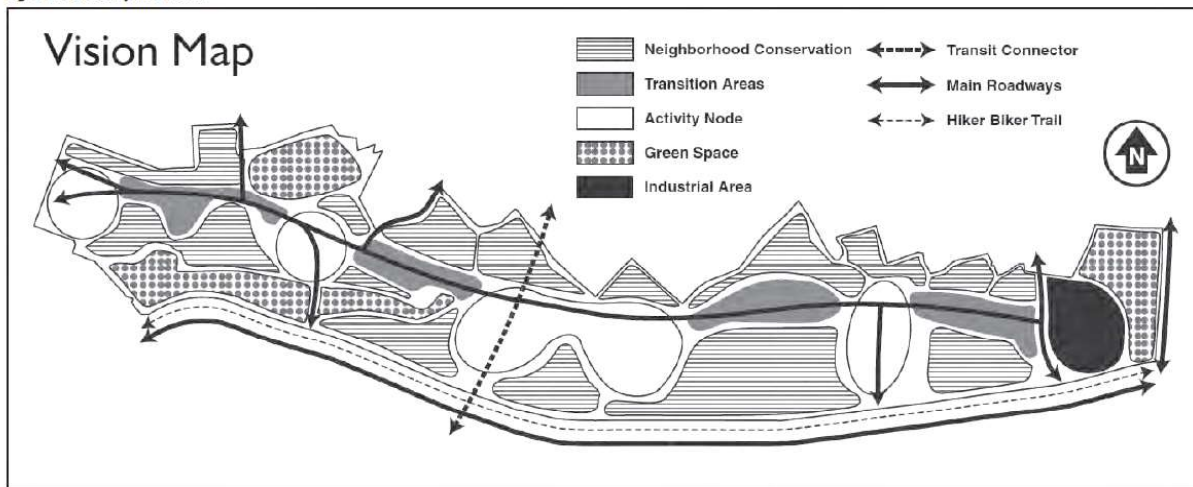 Vision Map
Neighborhood Conservation
Transition Areas
Activity Node
Green Space
Industrial Area
Transit Connector
Main Roadways
Hiker Biker Trail
N